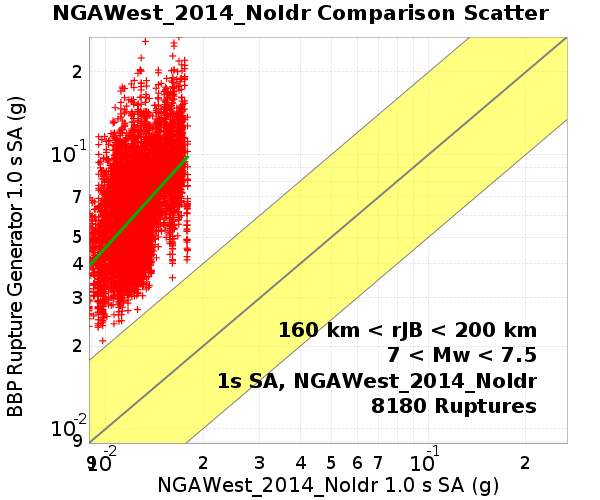 NGAWest_2014_NoIdr Comparison Scatter
BBP Rupture Generator 1.0 s SA (g)
2
10-1
7
5
4
3
2
10-2
9
160 km < rJB < 200 km
7 < Mw < 7.5
1s SA, NGAWest_2014_NoIdr
8180 Ruptures
9 10-2 2 3 4 5 6 7 10-1 2
NGAWest_2014_NoIdr 1.0 s SA (g)